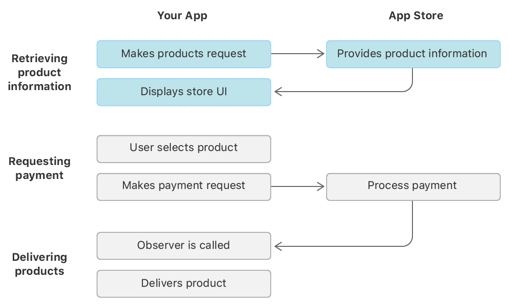 Your App
App Store
Retrieving
product
information
Makes products request
Provides product information
Displays store UI
Requesting
payment
User selects product
Makes payment request
Process payment
Delivering
products
Observer is called
Delivers product